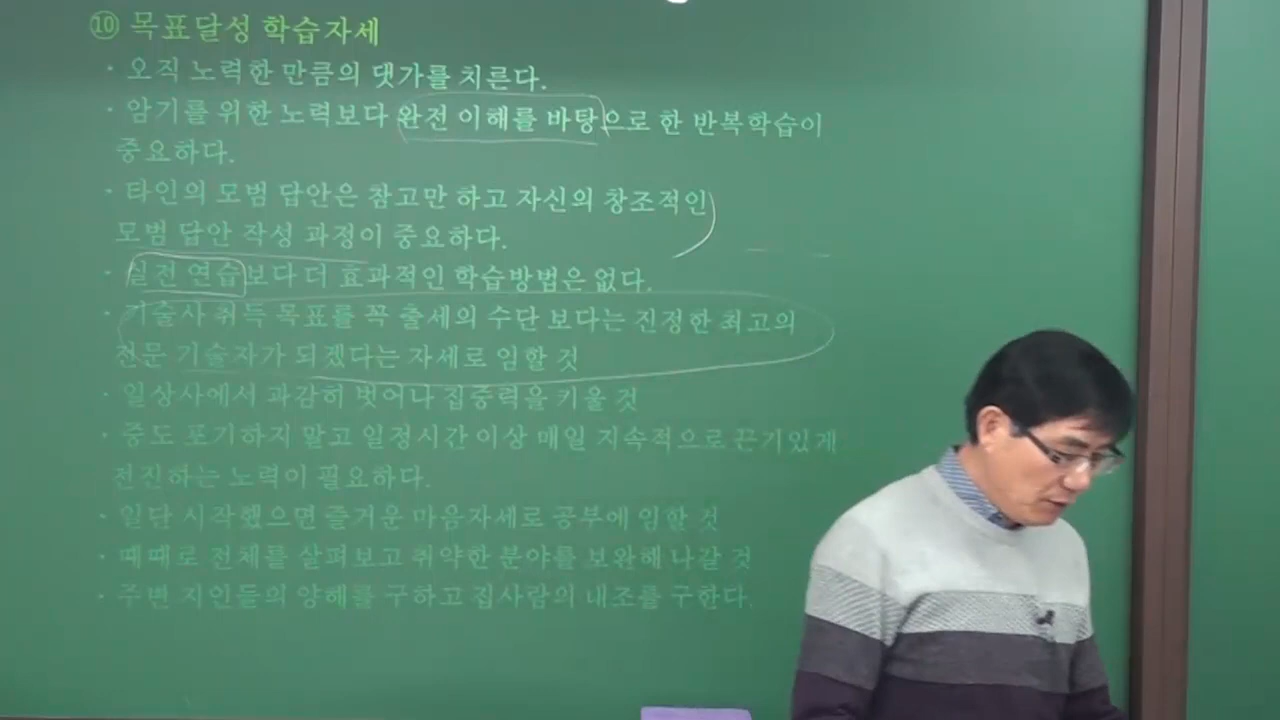 ⑩ 목표달성 학습자세
· 오직 노력한 만큼의 댓가를 치른다.
· 암기를 위한 노력보다 완전 이해를 바탕으로 한 반복학습이
중요하다.
· 타인의 모범 답안은 참고만 하고 자신의 창조적인
모범 답안 작성 과정이 중요하다.
· 실전 연습보다 더 효과적인 학습방법은 없다.
· 기술사 취득 목표를 꼭 출세의 수단 보다는 진정한 최고의
전문 기술자가 되겠다는 자세로 임할 것
· 일상사에서 과감히 벗어나 집중력을 키울 것
· 중도 포기하지 말고 일정시간 이상 매일 지속적으로 끈기있게
전진하는 노력이 필요하다.
· 일단 시작했으면 즐거운 마음자세로 공부에 임할 것
· 때때로 전체를 살펴보고 취약한 분야를 보완해 나갈 것
· 주변 지인들의 양해를 구하고 집사람의 내조를 구한다.